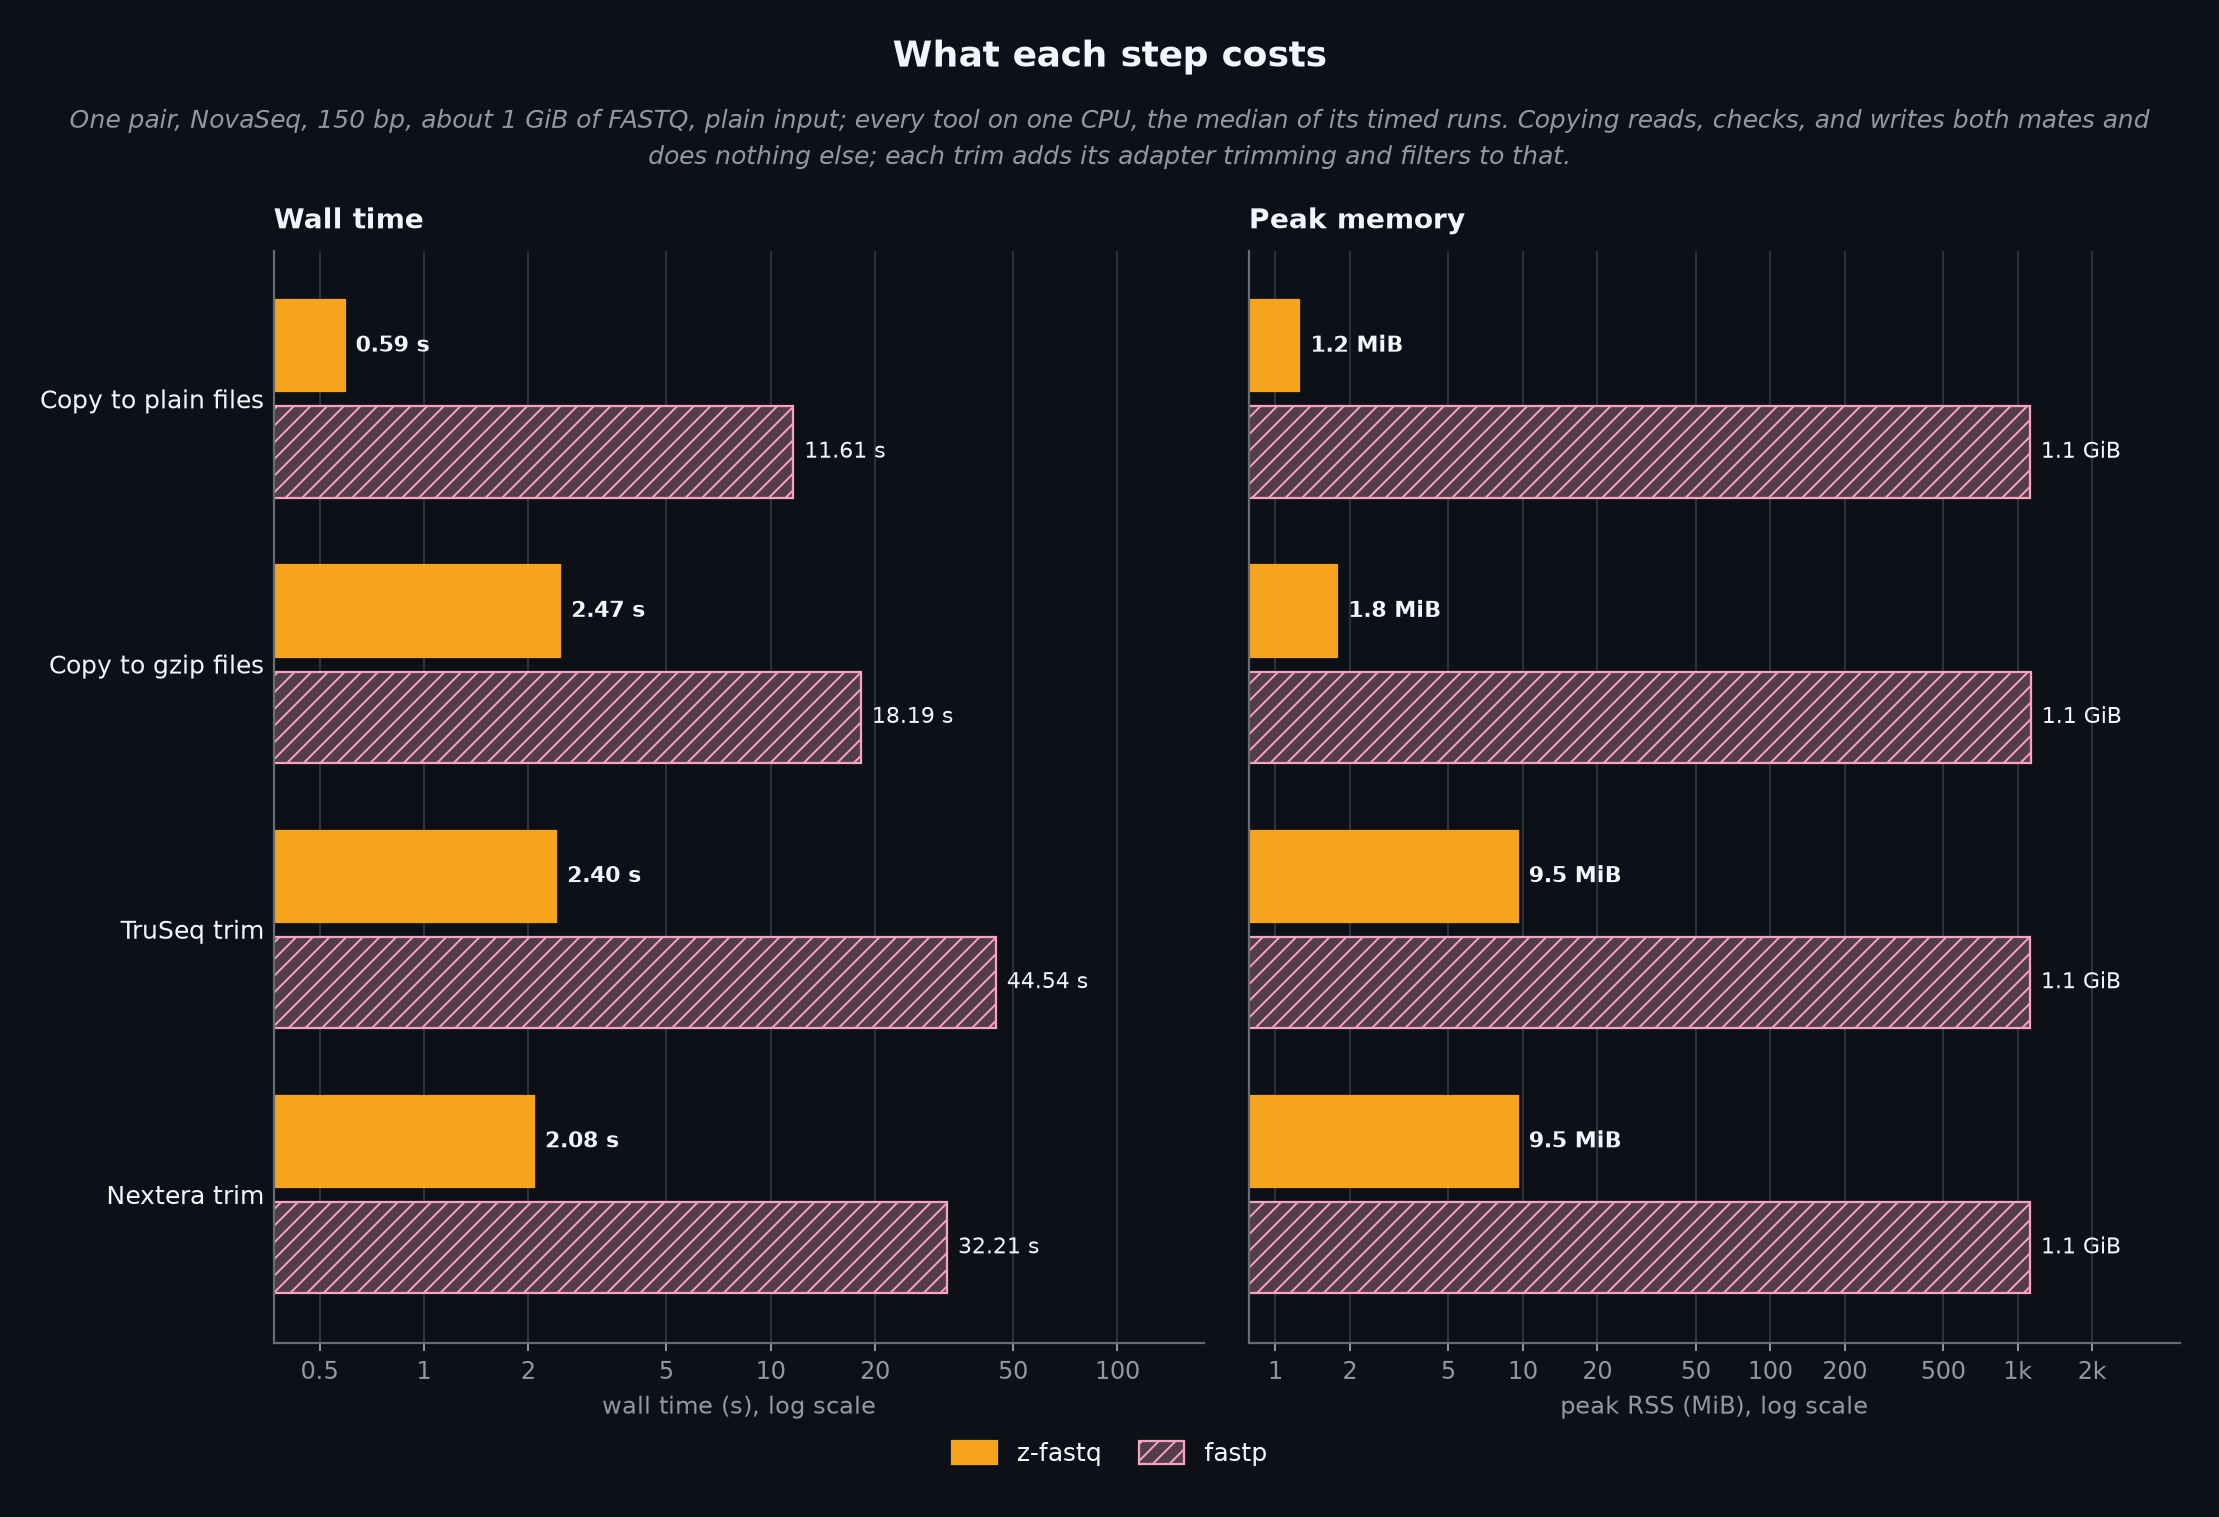 What each step costs
One pair, NovaSeq, 150 bp, about 1 GiB of FASTQ, plain input; every tool on one CPU, the median of its timed runs. Copying reads, checks, and writes both mates and
does nothing else; each trim adds its adapter trimming and filters to that.
Wall time
Copy to plain files
0.59 s
11.61 s
Copy to gzip files
2.47 s
18.19 s
TruSeq trim
2.40 s
44.54 s
Nextera trim
2.08 s
32.21 s
0.5 1 2 5 10 20 50 100
wall time (s), log scale
Peak memory
1.2 MiB
1.1 GiB
1.8 MiB
1.1 GiB
9.5 MiB
1.1 GiB
9.5 MiB
1.1 GiB
1 2 5 10 20 50 100 200 500 1k 2k
peak RSS (MiB), log scale
z-fastq fastp